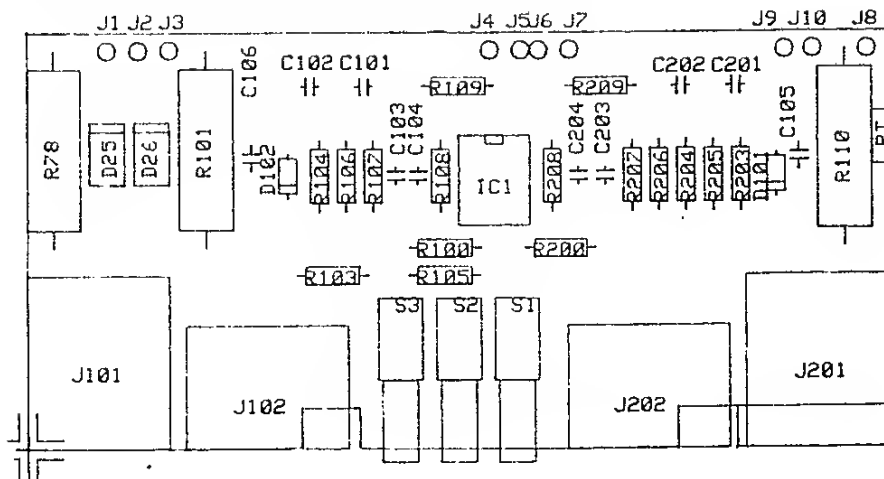 J1 J2 J3 J4 J5 J6 J7 J9 J10 J8
C102 C101 C202 C201
C106 R109 R209 C105
R78 D25 D26 R101 D102 R104 R106 R107 C103 C104 R108 IC1 R208 C204 C203 R207 R206 R204 R205 R203 D101 R110
R100 R200
R103 R105
S3 S2 S1
J101 J102 J202 J201